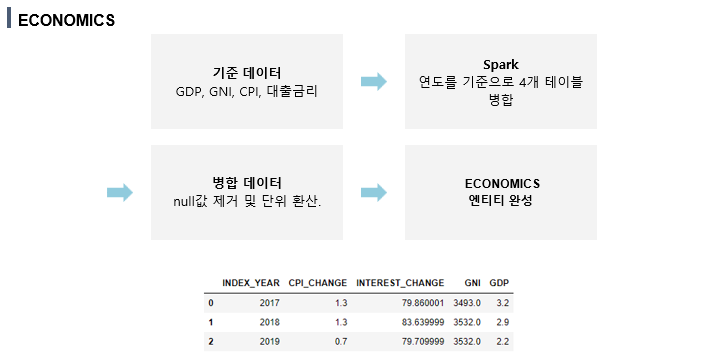 ECONOMICS
기준 데이터
GDP, GNI, CPI, 대출금리
Spark
연도를 기준으로 4개 테이블
병합
병합 데이터
null값 제거 및 단위 환산.
ECONOMICS
엔티티 완성
INDEX_YEAR CPI_CHANGE INTEREST_CHANGE GNI GDP
0 2017 1.3 79.860001 3493.0 3.2
1 2018 1.3 83.639999 3532.0 2.9
2 2019 0.7 79.709999 3532.0 2.2